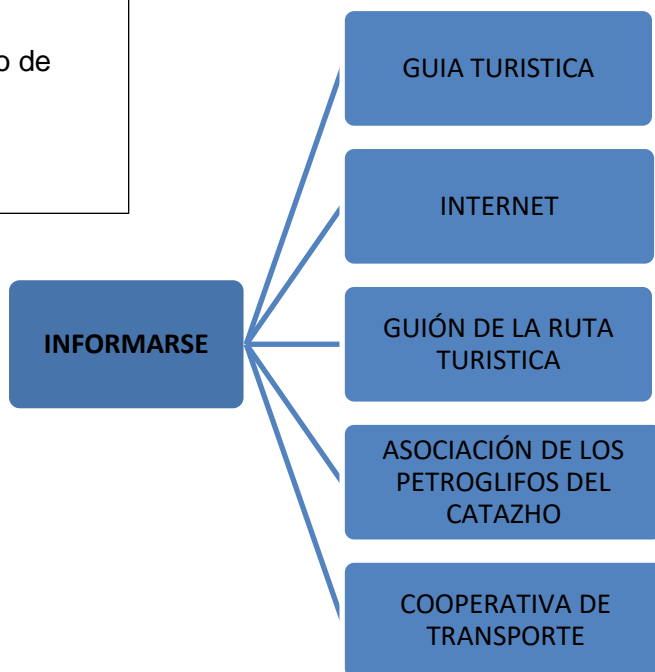 o de
GUIA TURISTICA
INTERNET
INFORMARSE
GUIÓN DE LA RUTA
TURISTICA
ASOCIACIÓN DE LOS
PETROGLIFOS DEL
CATAZHO
COOPERATIVA DE
TRANSPORTE